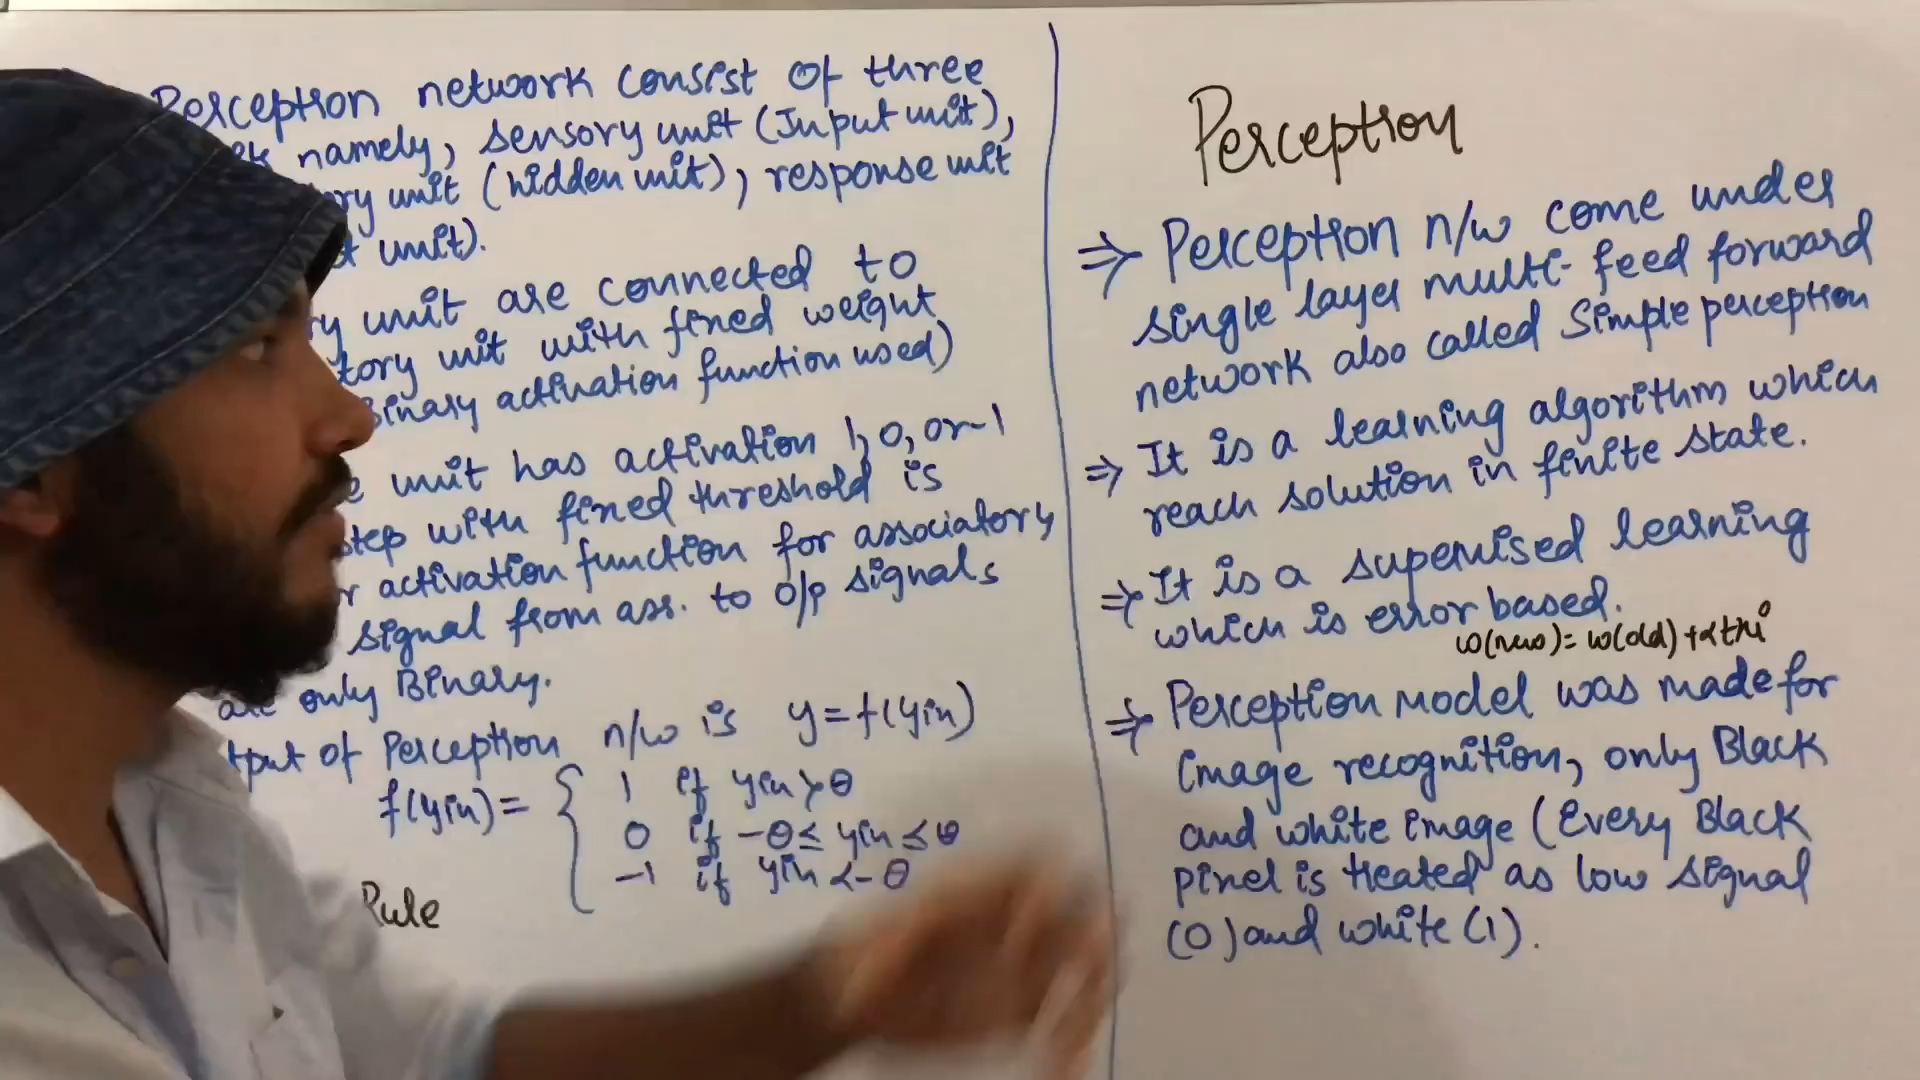 Perception network consist of three
namely, sensory unit (Input unit),
unit (hidden unit), response unit
unit).
unit are connected to
unit with fixed weight
Binary activation function used)
unit has activation 1, 0, or -1
step with fixed threshold is
activation function for associatory
signal from ass. to o/p signals
are only Binary.
tput of Perception n/w is y = f(yin)
f(yin) = { 1 if yin > θ
0 if -θ ≤ yin ≤ θ
-1 if yin < -θ
Rule
Perception
⇒ Perception n/w come under
single layer multi-feed forward
network also called Simple perception
⇒ It is a learning algorithm which
reach solution in finite state.
⇒ It is a supervised learning
which is error based.
w(new) = w(old) + αtxi
⇒ Perception model was made for
image recognition, only Black
and white image (Every Black
pixel is treated as low signal
(0) and white (1).